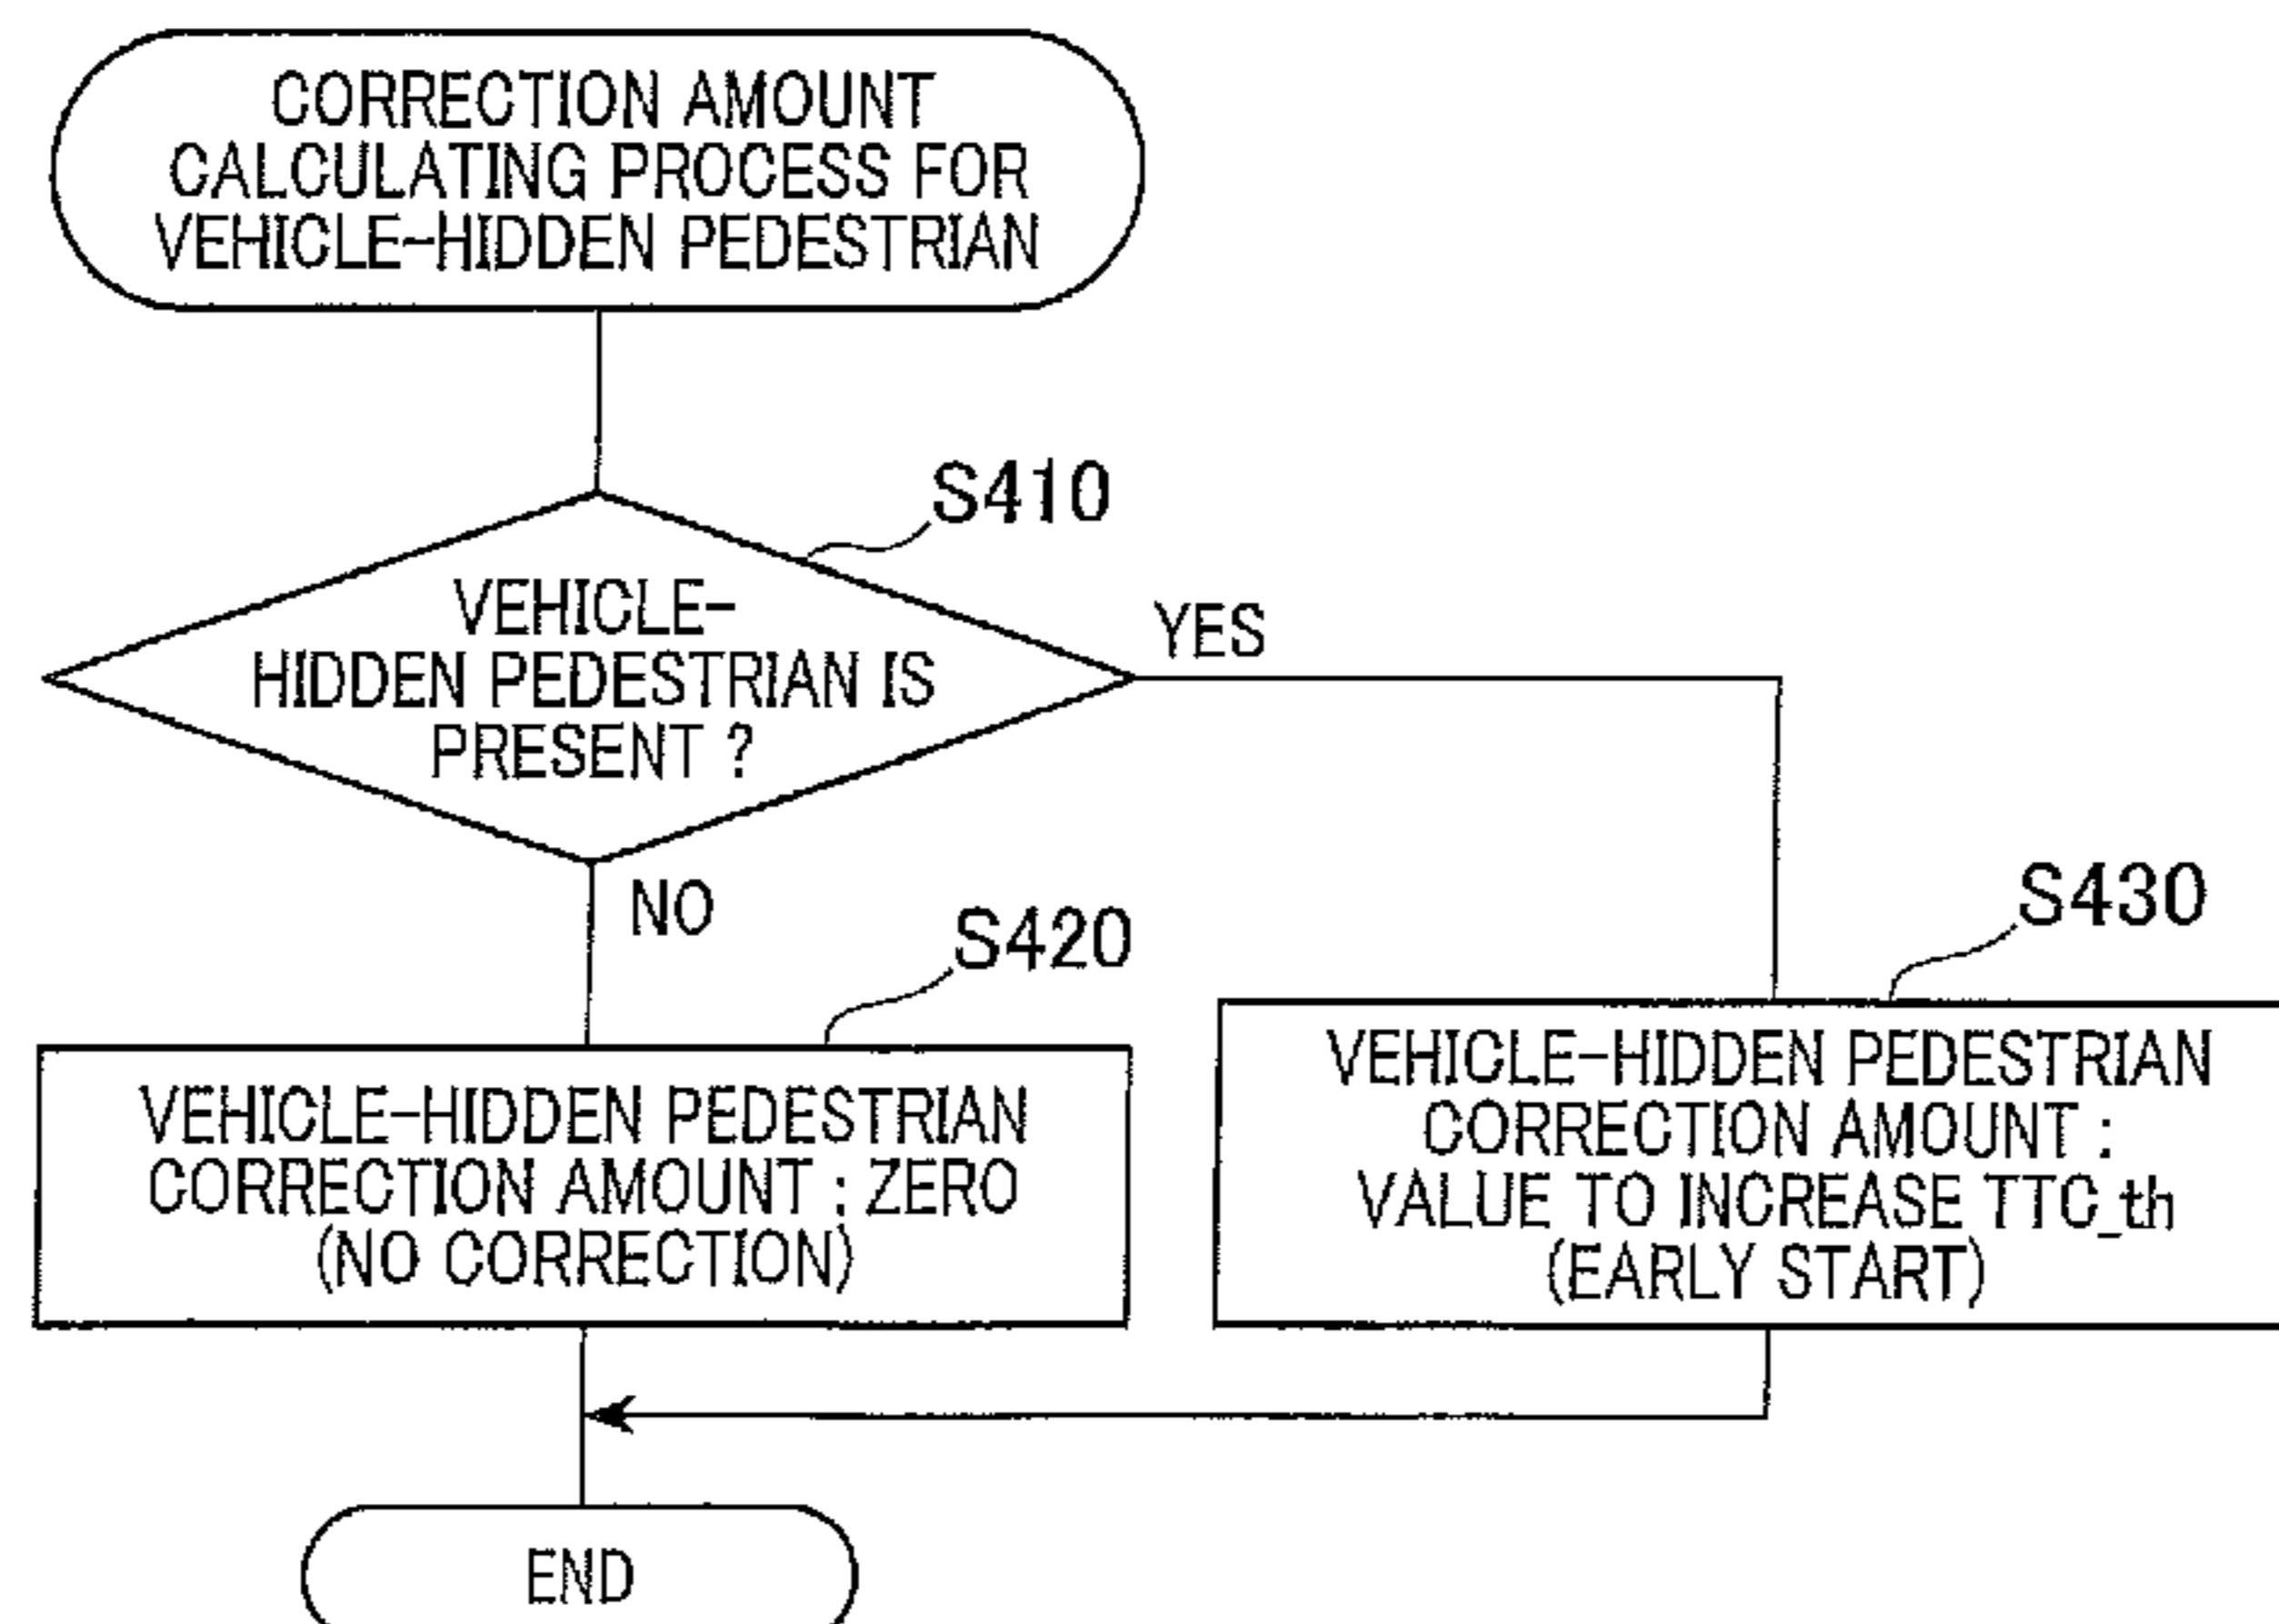 CORRECTION AMOUNT
CALCULATING PROCESS FOR
VEHICLE-HIDDEN PEDESTRIAN
S410
VEHICLE-
HIDDEN PEDESTRIAN IS
PRESENT ?
YES
NO
S420
VEHICLE-HIDDEN PEDESTRIAN
CORRECTION AMOUNT : ZERO
(NO CORRECTION)
S430
VEHICLE-HIDDEN PEDESTRIAN
CORRECTION AMOUNT :
VALUE TO INCREASE TTC_th
(EARLY START)
END